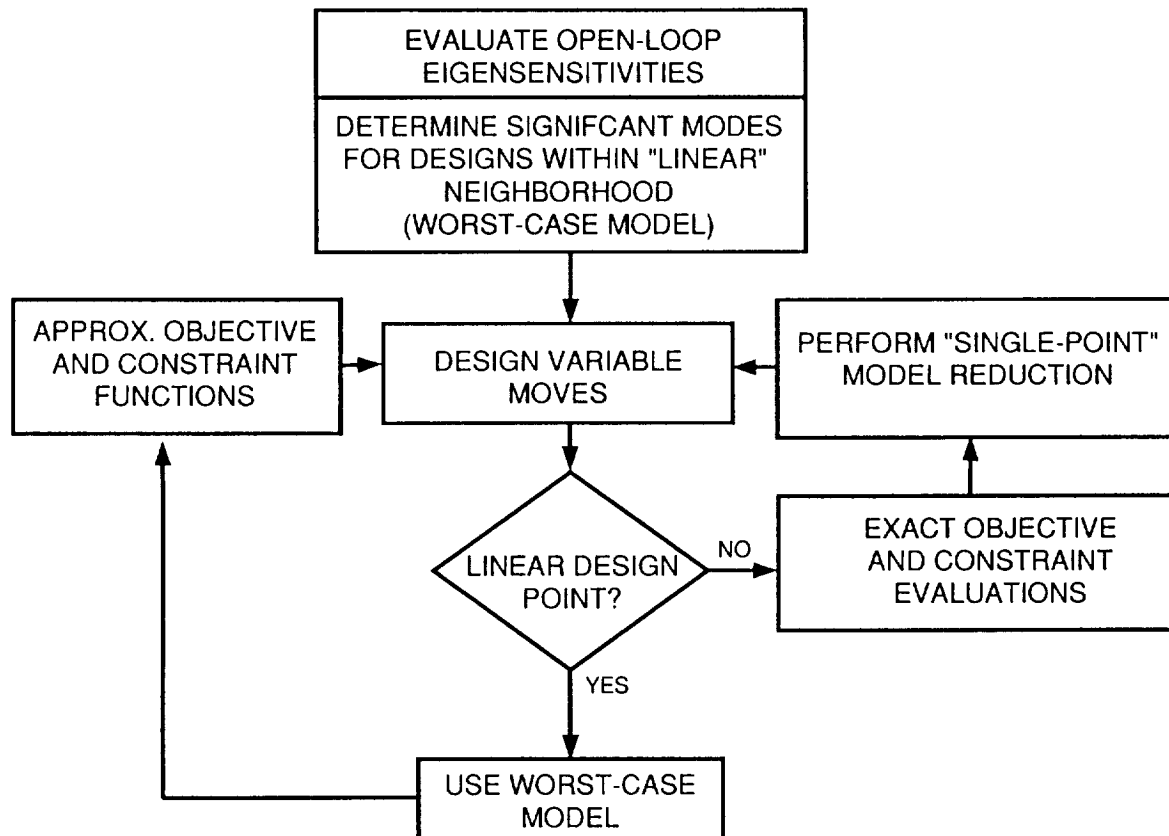 EVALUATE OPEN-LOOP
EIGENSENSITIVITIES
DETERMINE SIGNIFCANT MODES
FOR DESIGNS WITHIN "LINEAR"
NEIGHBORHOOD
(WORST-CASE MODEL)
APPROX. OBJECTIVE
AND CONSTRAINT
FUNCTIONS
DESIGN VARIABLE
MOVES
PERFORM "SINGLE-POINT"
MODEL REDUCTION
LINEAR DESIGN
POINT?
NO
EXACT OBJECTIVE
AND CONSTRAINT
EVALUATIONS
YES
USE WORST-CASE
MODEL